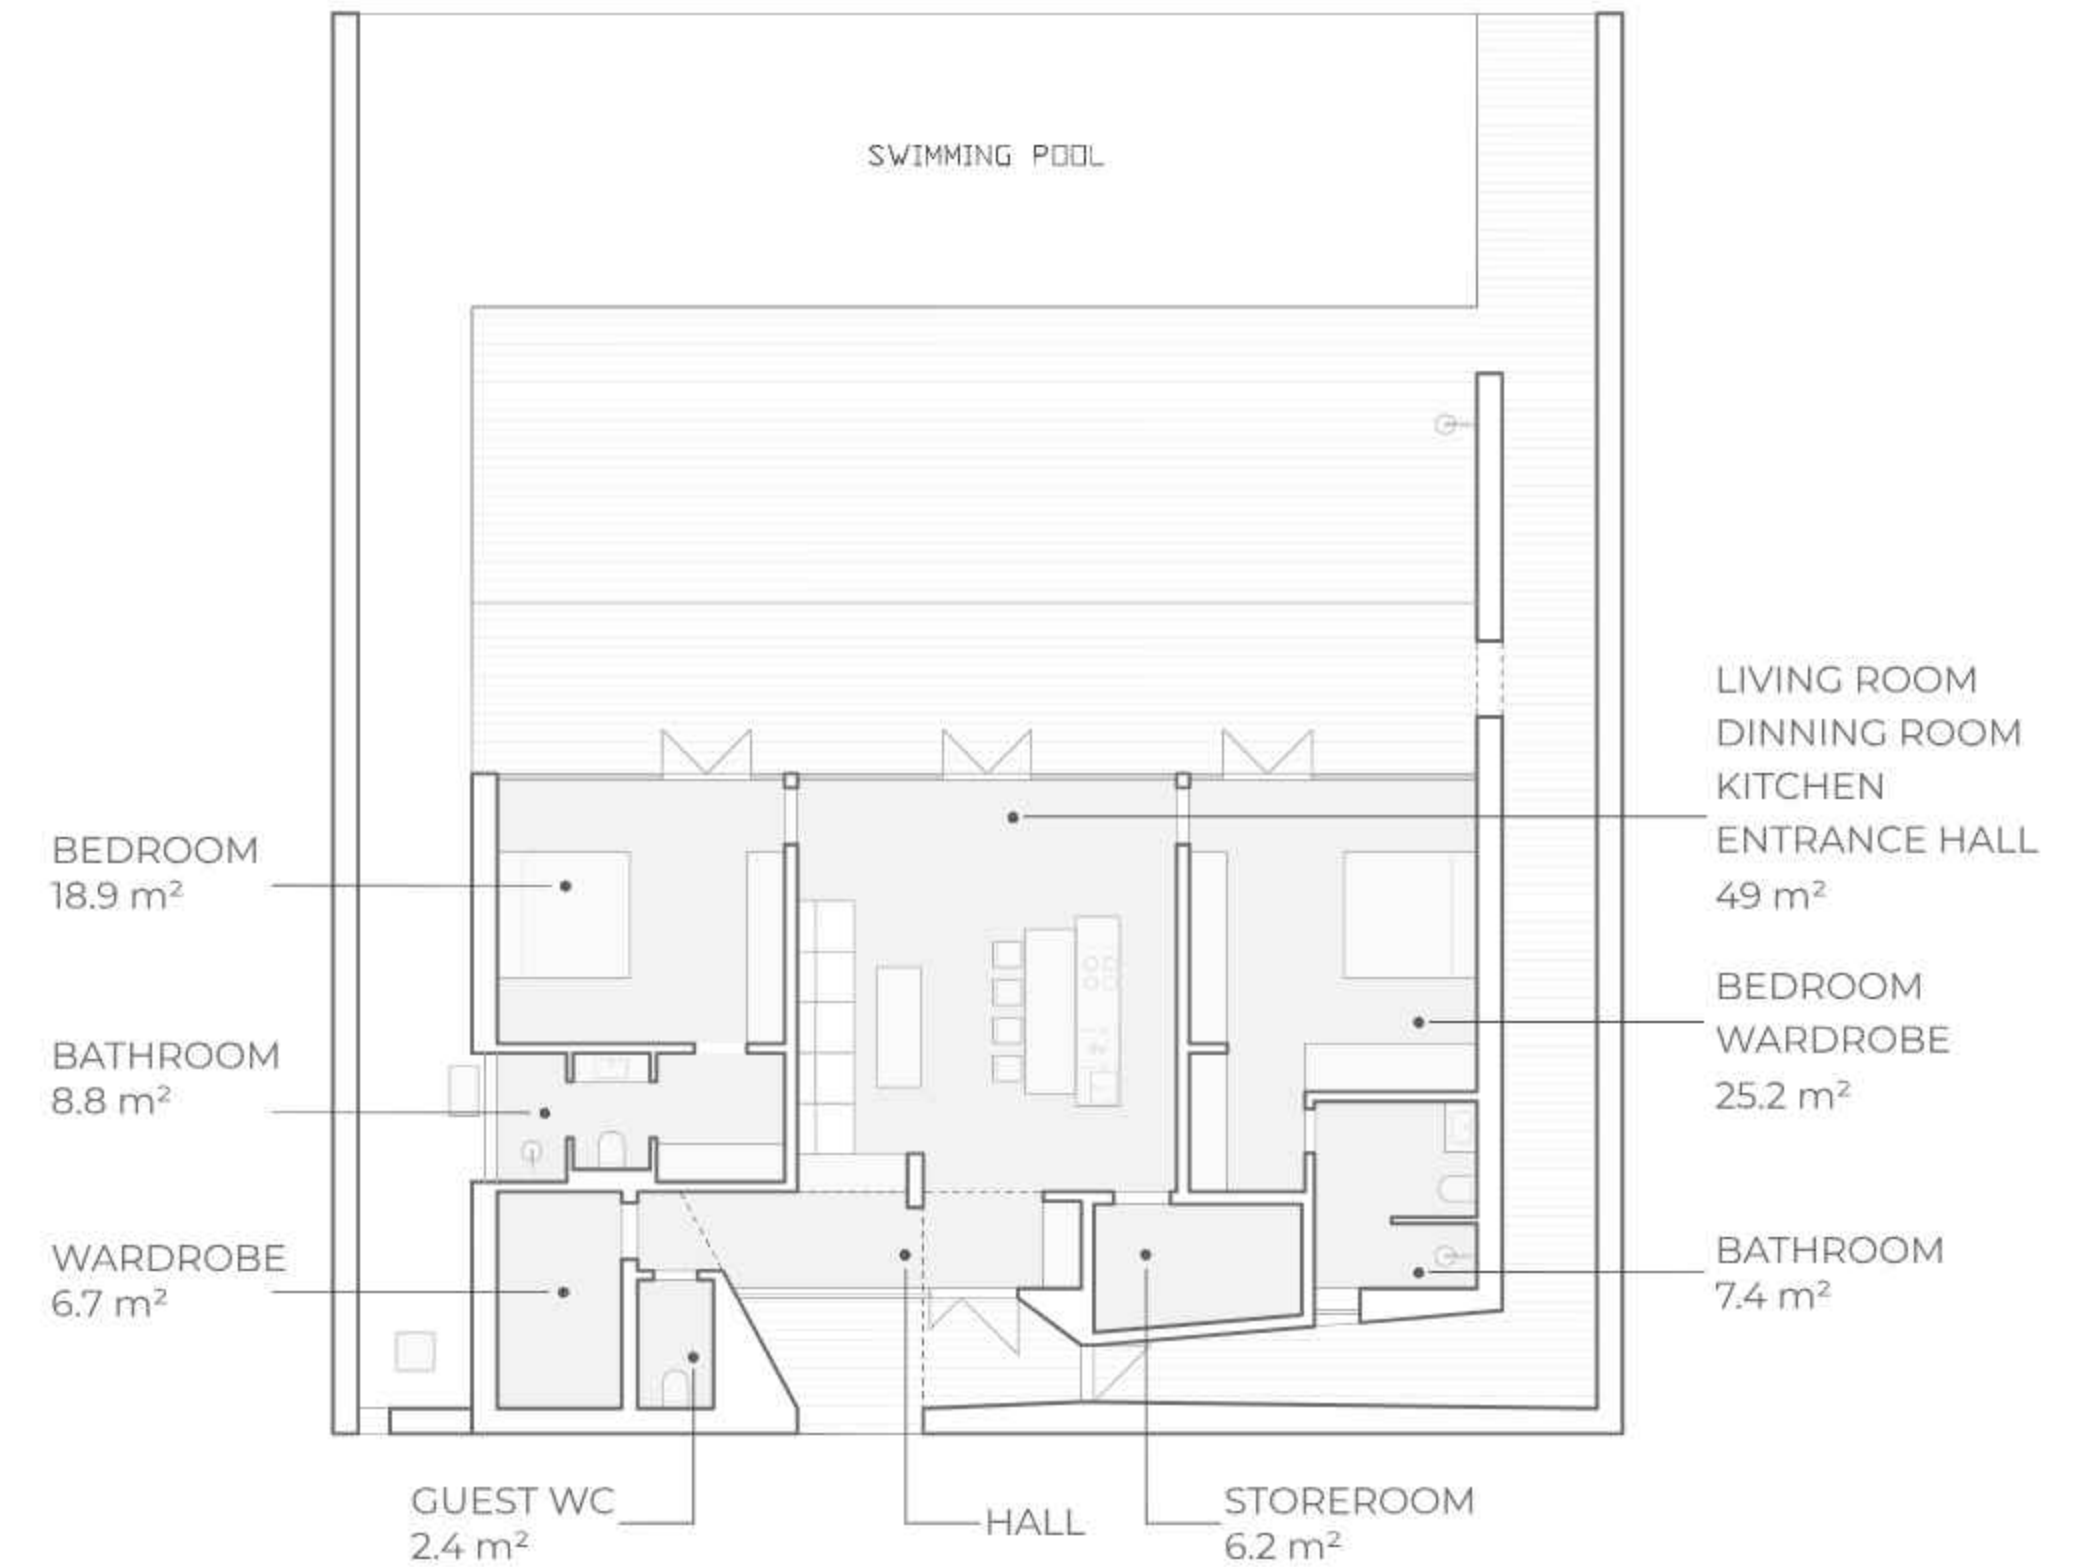 SWIMMING POOL
LIVING ROOM
DINNING ROOM
KITCHEN
ENTRANCE HALL
49 m²
BEDROOM
18.9 m²
BEDROOM
WARDROBE
25.2 m²
BATHROOM
8.8 m²
WARDROBE
6.7 m²
BATHROOM
7.4 m²
GUEST WC
2.4 m²
HALL
STOREROOM
6.2 m²